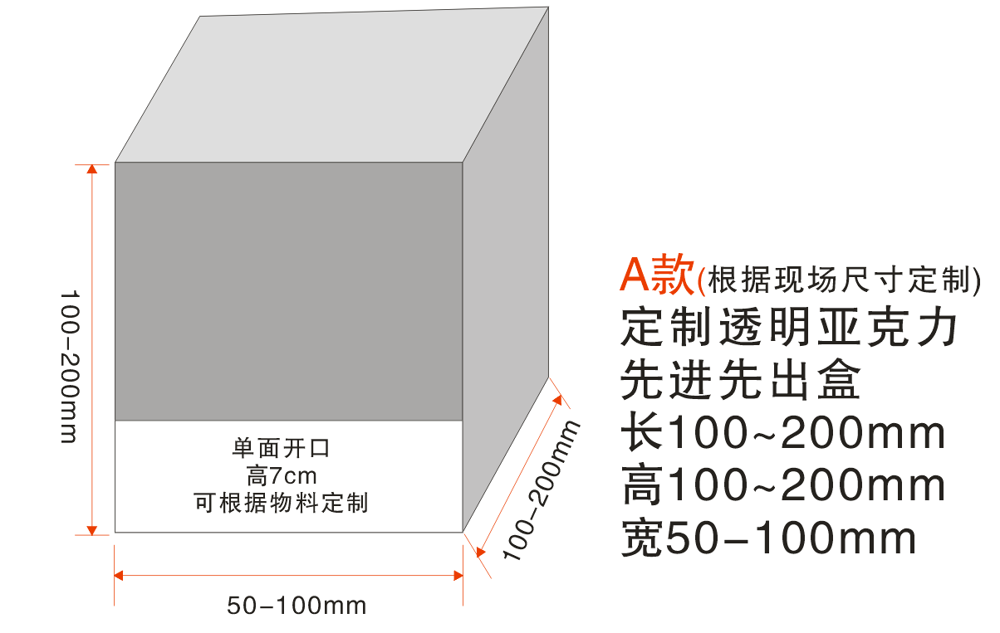 100-200mm
单面开口
高7cm
可根据物料定制
50-100mm
100-200mm
A款(根据现场尺寸定制)
定制透明亚克力
先进先出盒
长100~200mm
高100~200mm
宽50-100mm